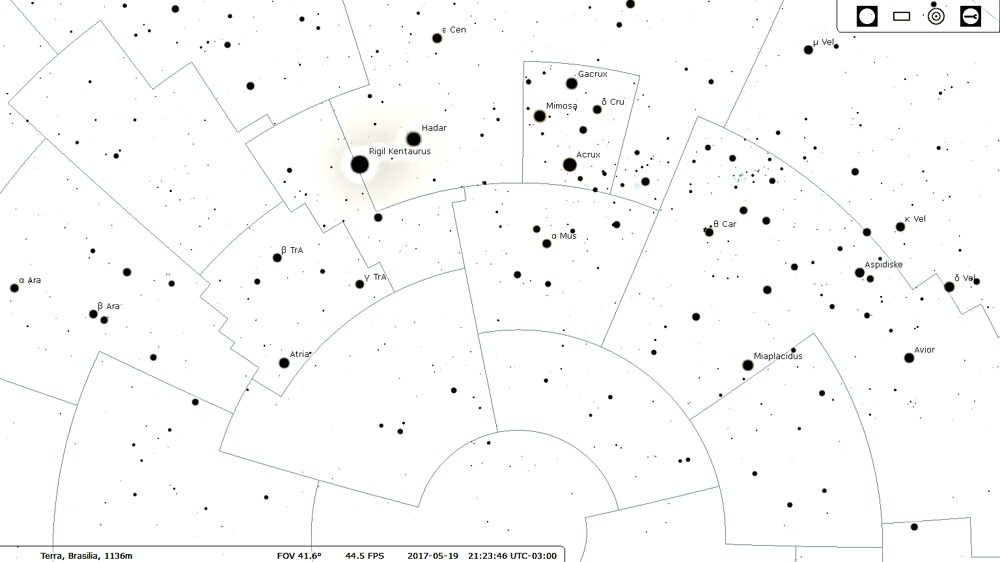 ε Cen
μ Vel
Gacrux
Mimosa
δ Cru
Hadar
Rigil Kentaurus
Acrux
θ Car
κ Vel
α Mus
β TrA
Aspidiske
γ TrA
δ Vel
α Ara
β Ara
Atria
Miaplacidus
Avior
Terra, Brasilia, 1136m FOV 41.6° 44.5 FPS 2017-05-19 21:23:46 UTC-03:00